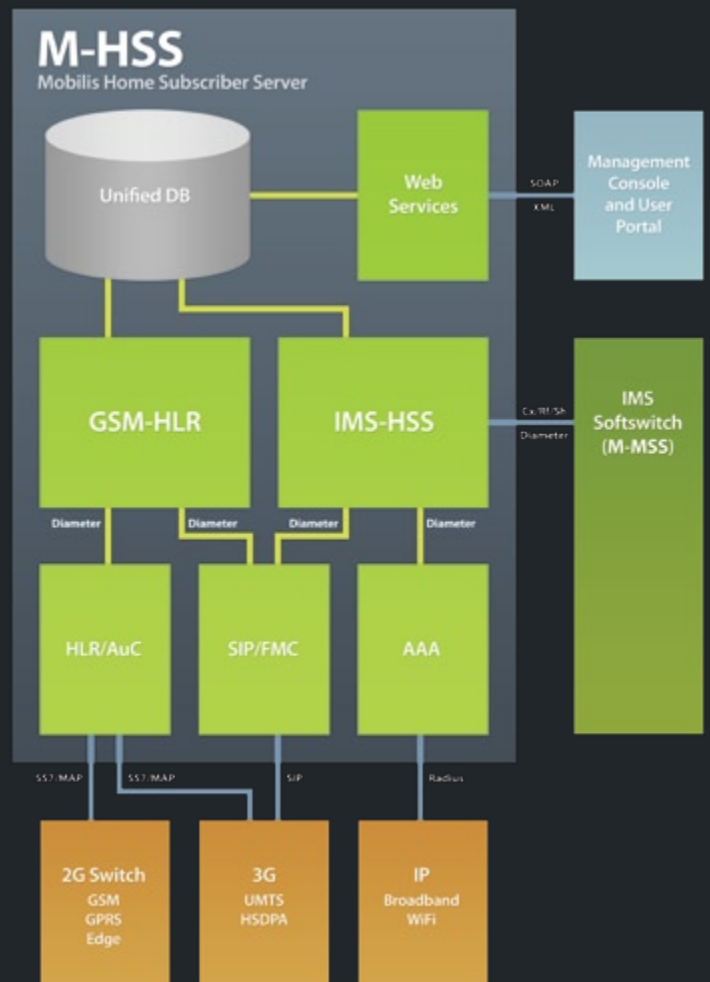 M-HSS
Mobilis Home Subscriber Server
Unified DB
Web
Services
SOAP
XML
Management
Console
and User
Portal
GSM-HLR
IMS-HSS
Cx/Rf/Sh
Diameter
IMS
Softswitch
(M-MSS)
Diameter
Diameter
Diameter
Diameter
HLR/AuC
SIP/FMC
AAA
SS7/MAP
SS7/MAP
SIP
Radius
2G Switch
GSM
GPRS
Edge
3G
UMTS
HSDPA
IP
Broadband
WiFi